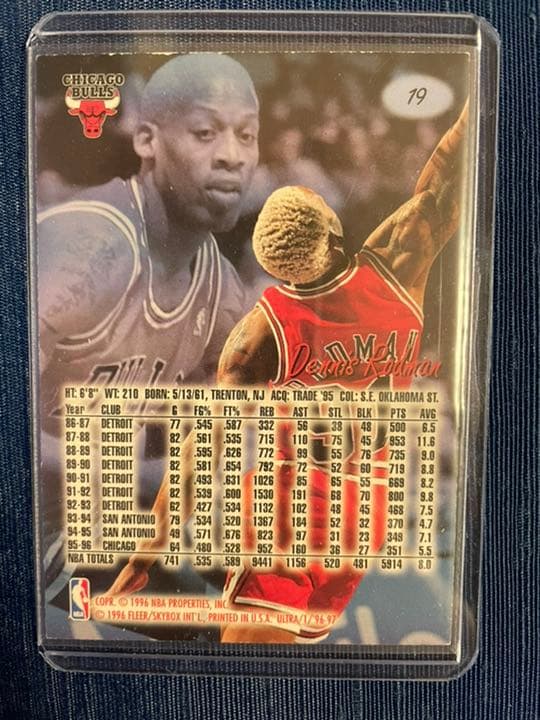 CHICAGO
BULLS
19
RODMAN
Dennis Rodman
HT: 6'8" WT: 210 BORN: 5/13/61, TRENTON, NJ ACQ: TRADE '95 COL: S.E. OKLAHOMA ST.
Year CLUB G FG% FT% REB AST STL BLK PTS AVG
86-87 DETROIT 77 .545 .587 332 56 38 48 500 6.5
87-88 DETROIT 82 .561 .535 715 110 75 45 953 11.6
88-89 DETROIT 82 .595 .626 772 99 55 76 735 9.0
89-90 DETROIT 82 .581 .654 792 72 52 60 719 8.8
90-91 DETROIT 82 .493 .631 1026 85 65 55 669 8.2
91-92 DETROIT 82 .539 .600 1530 191 68 70 800 9.8
92-93 DETROIT 62 .427 .534 1132 102 48 45 468 7.5
93-94 SAN ANTONIO 79 .534 .520 1367 184 52 32 370 4.7
94-95 SAN ANTONIO 49 .571 .676 823 97 31 23 349 7.1
95-96 CHICAGO 64 .480 .528 952 160 36 27 351 5.5
NBA TOTALS 741 .535 .589 9441 1156 520 481 5914 8.0
NBA
COPR. © 1996 NBA PROPERTIES, INC.
© 1996 FLEER/SKYBOX INT'L., PRINTED IN U.S.A. ULTRA/1/'96 97